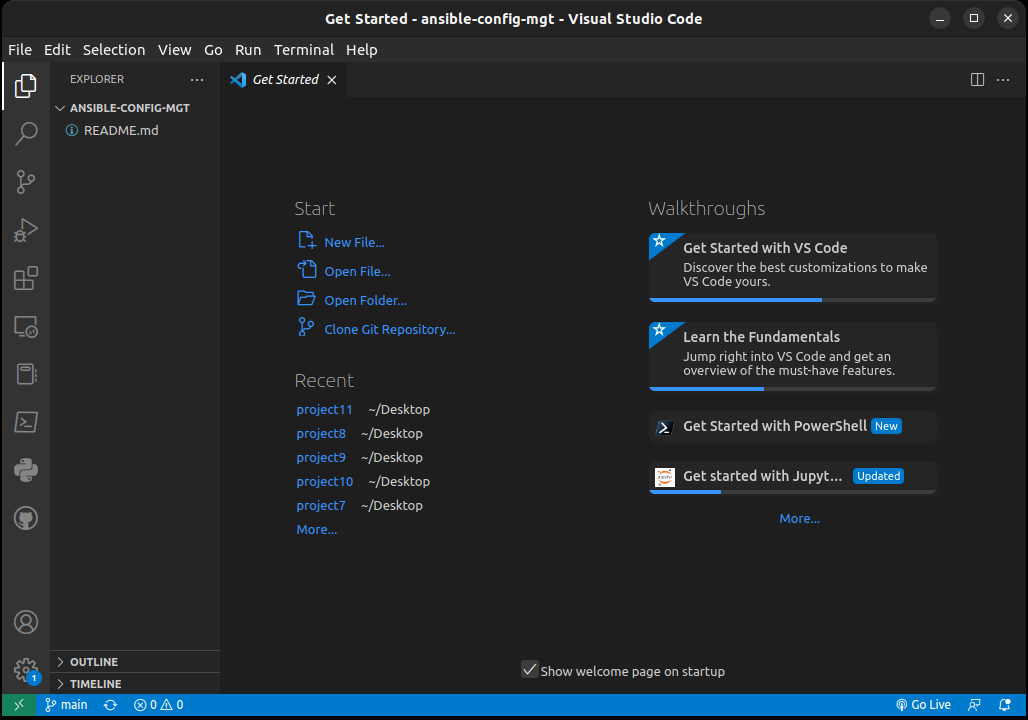 Get Started - ansible-config-mgt - Visual Studio Code
File Edit Selection View Go Run Terminal Help
EXPLORER
Get Started
ANSIBLE-CONFIG-MGT
README.md
Start
New File...
Open File...
Open Folder...
Clone Git Repository...
Recent
project11 ~/Desktop
project8 ~/Desktop
project9 ~/Desktop
project10 ~/Desktop
project7 ~/Desktop
More...
Walkthroughs
Get Started with VS Code
Discover the best customizations to make
VS Code yours.
Learn the Fundamentals
Jump right into VS Code and get an
overview of the must-have features.
Get Started with PowerShell New
Get started with Jupyt... Updated
More...
Show welcome page on startup
OUTLINE
TIMELINE
1
main 0 0 Go Live